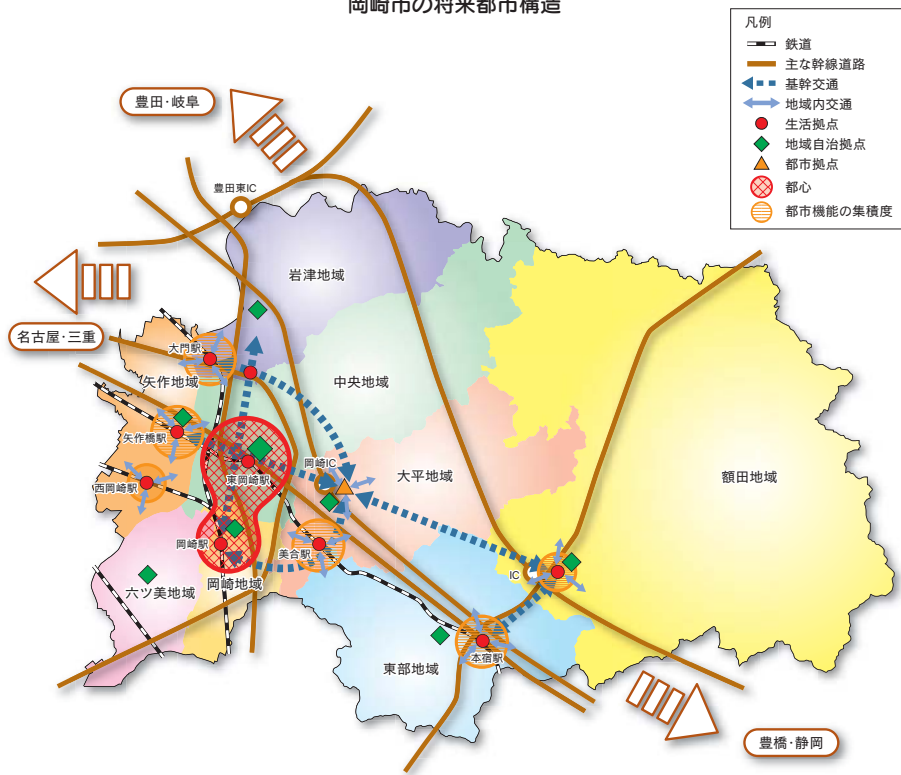 岡崎市の将来都市構造
凡例
鉄道
主な幹線道路
基幹交通
地域内交通
生活拠点
地域自治拠点
都市拠点
都心
都市機能の集積度
豊田・岐阜
豊田東IC
岩津地域
名古屋・三重
大門駅
矢作地域
中央地域
矢作橋駅
東岡崎駅
岡崎IC
大平地域
額田地域
西岡崎駅
岡崎駅
美合駅
IC
岡崎地域
六ツ美地域
本宿駅
東部地域
豊橋・静岡